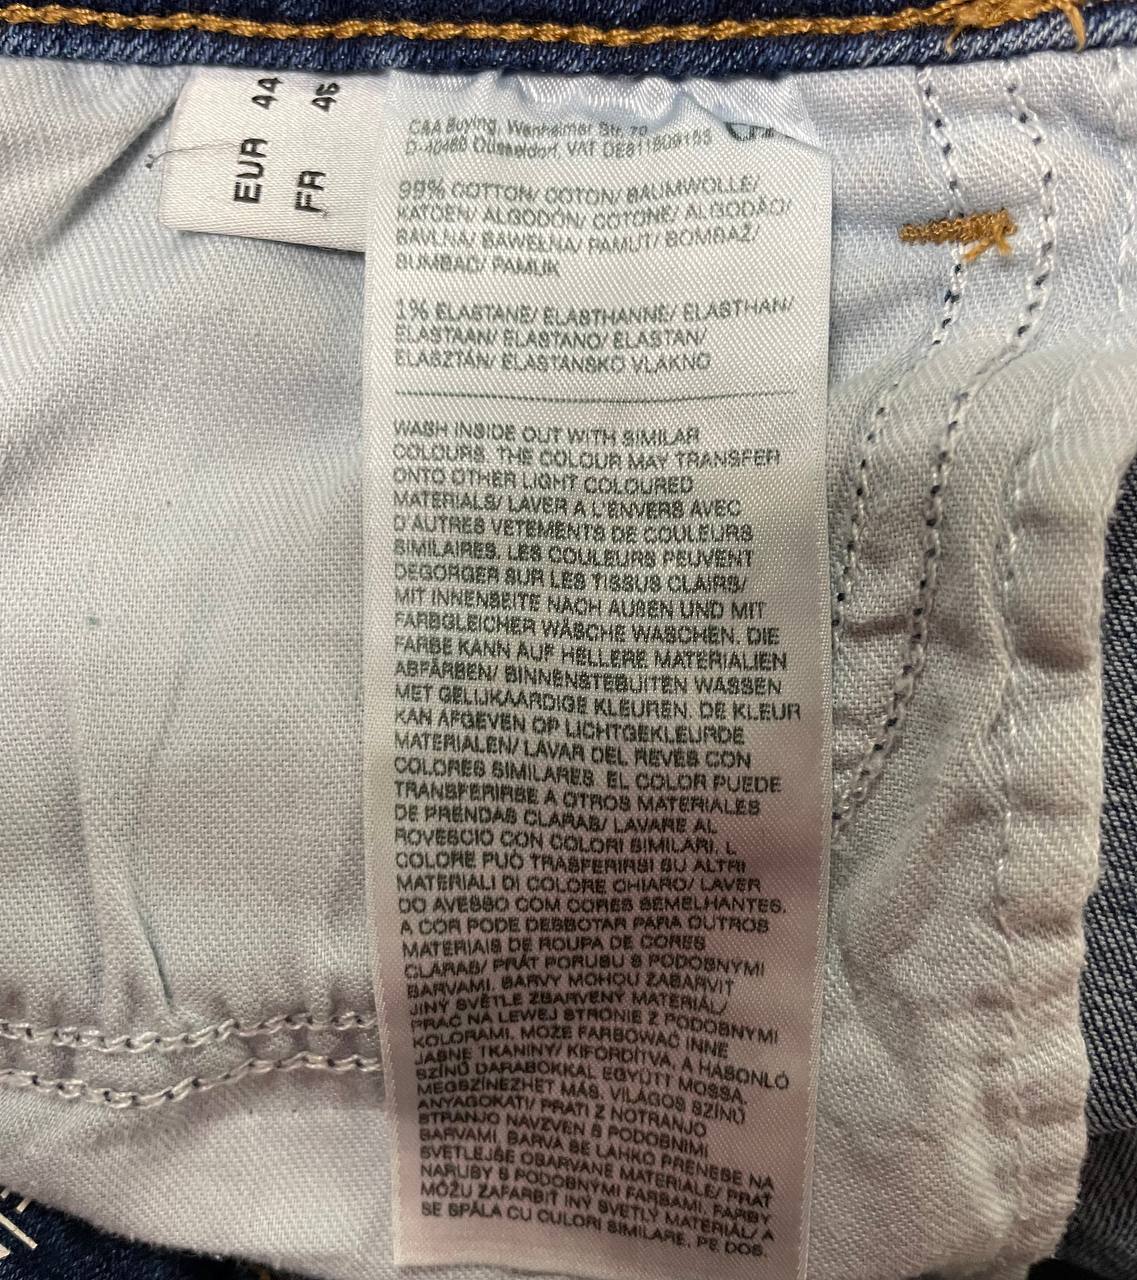 EUR 44
FR 46
C&A Buying, Wanheimer Str. 70
D-40468 Düsseldorf, VAT DE811809183
99% COTTON/ COTON/ BAUMWOLLE/
KATOEN/ ALGODÓN/ COTONE/ ALGODÃO/
BAVLNA/ BAWEŁNA/ PAMUT/ BOMBAŽ/
BUMBAC/ PAMUK
1% ELASTANE/ ELASTHANNE/ ELASTHAN/
ELASTAAN/ ELASTANO/ ELASTAN/
ELASZTÁN/ ELASTANSKO VLAKNO
WASH INSIDE OUT WITH SIMILAR
COLOURS. THE COLOUR MAY TRANSFER
ONTO OTHER LIGHT COLOURED
MATERIALS/ LAVER A L'ENVERS AVEC
D'AUTRES VETEMENTS DE COULEURS
SIMILAIRES. LES COULEURS PEUVENT
DEGORGER SUR LES TISSUS CLAIRS/
MIT INNENSEITE NACH AUßEN UND MIT
FARBGLEICHER WÄSCHE WASCHEN. DIE
FARBE KANN AUF HELLERE MATERIALIEN
ABFÄRBEN/ BINNENSTEBUITEN WASSEN
MET GELIJKAARDIGE KLEUREN. DE KLEUR
KAN AFGEVEN OP LICHTGEKLEURDE
MATERIALEN/ LAVAR DEL REVÉS CON
COLORES SIMILARES. EL COLOR PUEDE
TRANSFERIRSE A OTROS MATERIALES
DE PRENDAS CLARAS/ LAVARE AL
ROVESCIO CON COLORI SIMILARI. L
COLORE PUÒ TRASFERIRSI SU ALTRI
MATERIALI DI COLORE CHIARO/ LAVER
DO AVESSO COM CORES SEMELHANTES.
A COR PODE DESBOTAR PARA OUTROS
MATERIAIS DE ROUPA DE CORES
CLARAS/ PRÁT PORUBU S PODOBNYMI
BARVAMI. BARVY MOHOU ZABARVIT
JINÝ SVĚTLE ZBARVENÝ MATERIÁL/
PRAĆ NA LEWEJ STRONIE Z PODOBNYMI
KOLORAMI. MOŻE FARBOWAĆ INNE
JASNE TKANINY/ KIFORDÍTVA, A HASONLÓ
SZÍNŰ DARABOKKAL EGYÜTT MOSSA.
MEGSZÍNEZHET MÁS, VILÁGOS SZÍNŰ
ANYAGOKAT/ PRATI Z NOTRANJO
STRANJO NAVZVEN S PODOBNIMI
BARVAMI. BARVA SE LAHKO PRENESE NA
SVETLEJŠE OBARVANE MATERIALE/ PRAŤ
NARUBY S PODOBNÝMI FARBAMI. FARBY
MÔŽU ZAFARBIŤ INÝ SVETLÝ MATERIÁL/ A
SE SPĂLA CU CULORI SIMILARE, PE DOS.